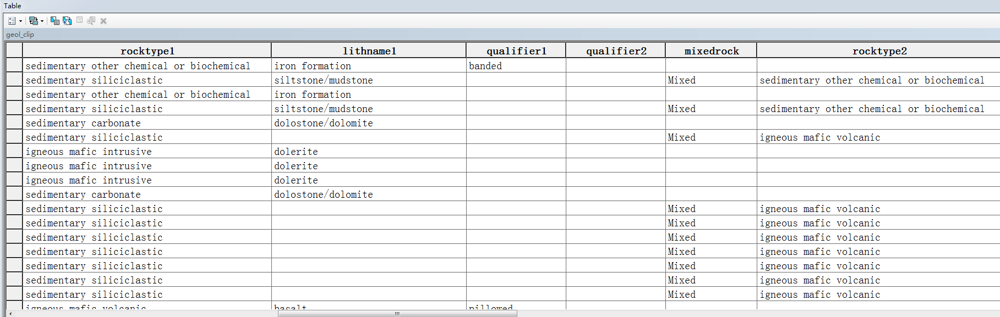 Table
geol_clip
rocktype1 lithname1 qualifier1 qualifier2 mixedrock rocktype2
sedimentary other chemical or biochemical iron formation banded
sedimentary siliciclastic siltstone/mudstone Mixed sedimentary other chemical or biochemical
sedimentary other chemical or biochemical iron formation
sedimentary siliciclastic siltstone/mudstone Mixed sedimentary other chemical or biochemical
sedimentary carbonate dolostone/dolomite
sedimentary siliciclastic Mixed igneous mafic volcanic
igneous mafic intrusive dolerite
igneous mafic intrusive dolerite
igneous mafic intrusive dolerite
sedimentary carbonate dolostone/dolomite
sedimentary siliciclastic Mixed igneous mafic volcanic
sedimentary siliciclastic Mixed igneous mafic volcanic
sedimentary siliciclastic Mixed igneous mafic volcanic
sedimentary siliciclastic Mixed igneous mafic volcanic
sedimentary siliciclastic Mixed igneous mafic volcanic
sedimentary siliciclastic Mixed igneous mafic volcanic
sedimentary siliciclastic Mixed igneous mafic volcanic
igneous mafic volcanic basalt pillowed